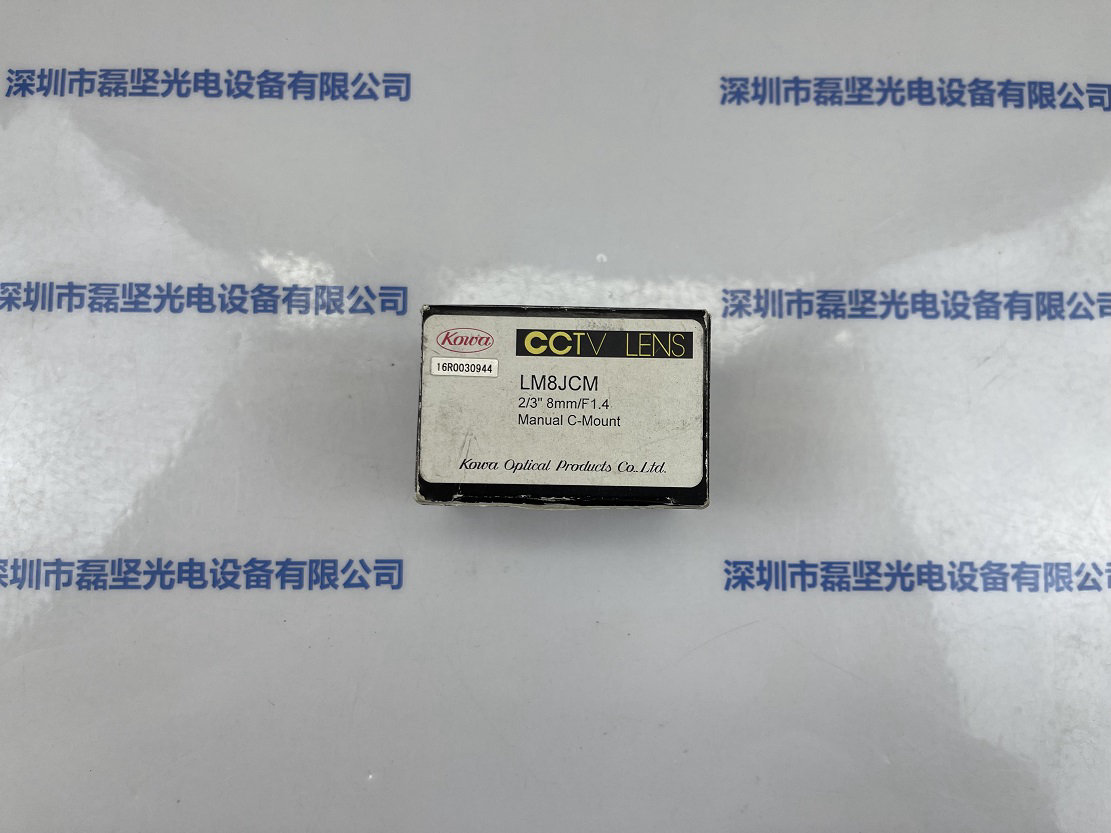 深圳市磊坚光电设备有限公司
深圳市磊坚光电设备有限公司
深圳市磊坚光电设备有限公司
深圳市磊坚光电设备有限公司
Kowa
CCTV LENS
16R0030944
LM8JCM
2/3" 8mm/F1.4
Manual C-Mount
Kowa Optical Products Co.,Ltd.
深圳市磊坚光电设备有限公司
深圳市磊坚光电设备有限公司